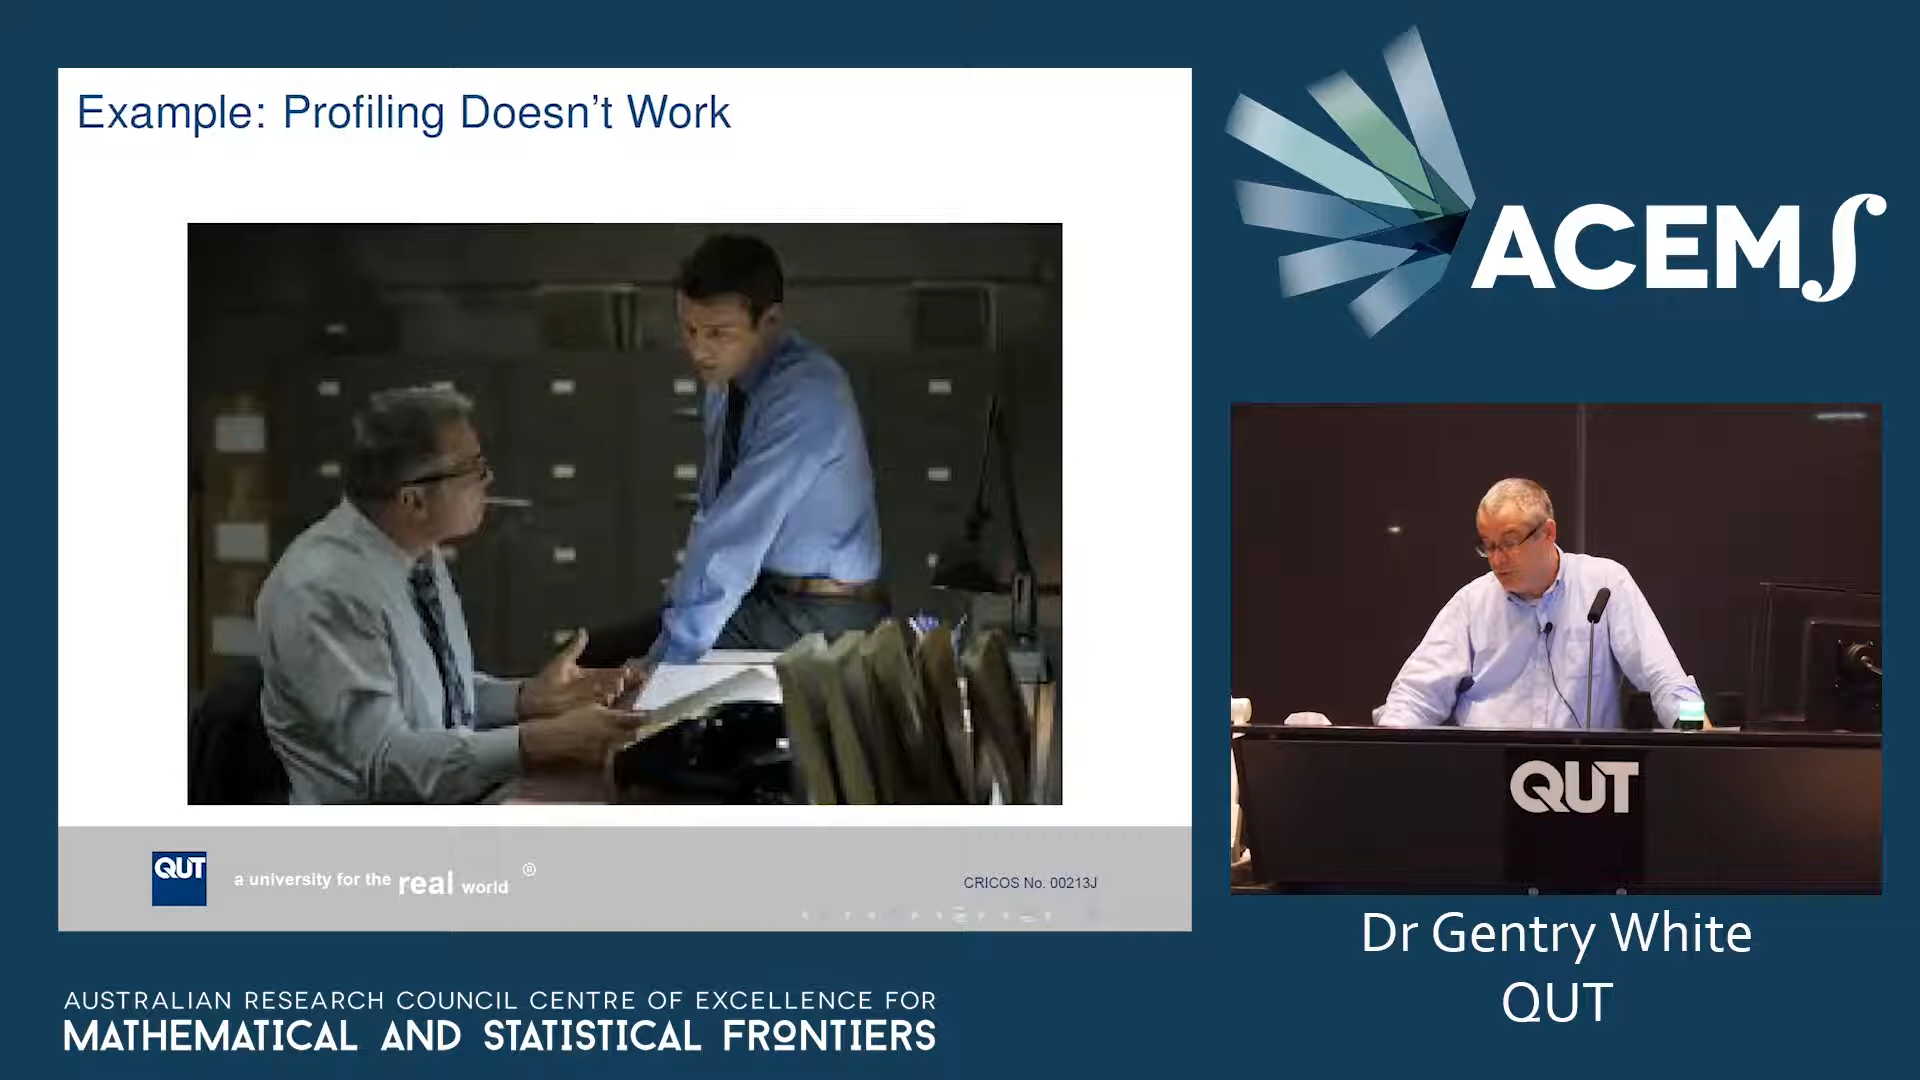 Example: Profiling Doesn't Work
QUT
a university for the real world ®
CRICOS No. 00213J
ACEMS
QUT
Dr Gentry White
QUT
AUSTRALIAN RESEARCH COUNCIL CENTRE OF EXCELLENCE FOR
MATHEMATICAL AND STATISTICAL FRONTIERS